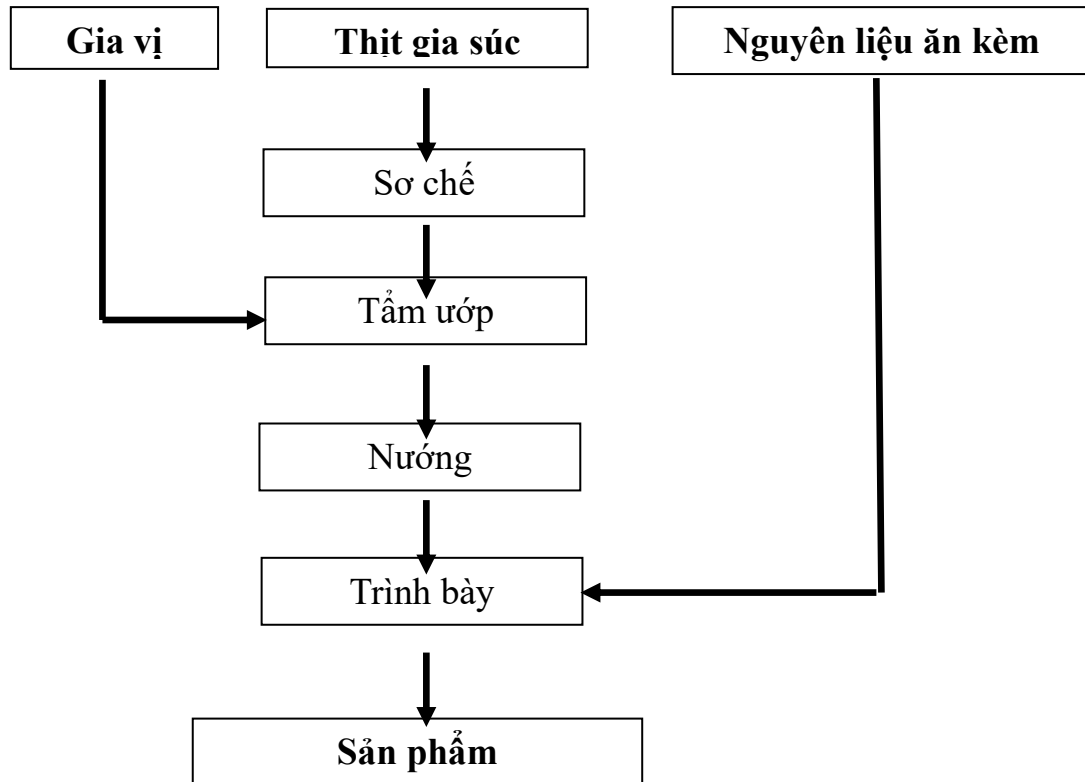 Gia vị
Thịt gia súc
Nguyên liệu ăn kèm
Sơ chế
Tẩm ướp
Nướng
Trình bày
Sản phẩm